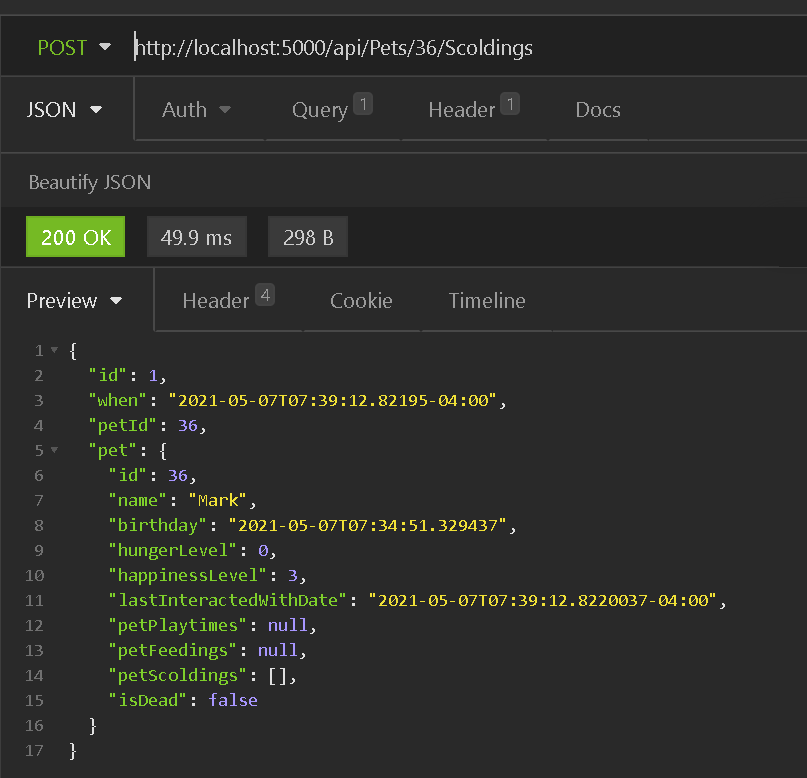 POST http://localhost:5000/api/Pets/36/Scoldings
JSON Auth Query 1 Header 1 Docs
Beautify JSON
200 OK 49.9 ms 298 B
Preview Header 4 Cookie Timeline
1 {
2 "id": 1,
3 "when": "2021-05-07T07:39:12.82195-04:00",
4 "petId": 36,
5 "pet": {
6 "id": 36,
7 "name": "Mark",
8 "birthday": "2021-05-07T07:34:51.329437",
9 "hungerLevel": 0,
10 "happinessLevel": 3,
11 "lastInteractedWithDate": "2021-05-07T07:39:12.8220037-04:00",
12 "petPlaytimes": null,
13 "petFeedings": null,
14 "petScoldings": [],
15 "isDead": false
16 }
17 }